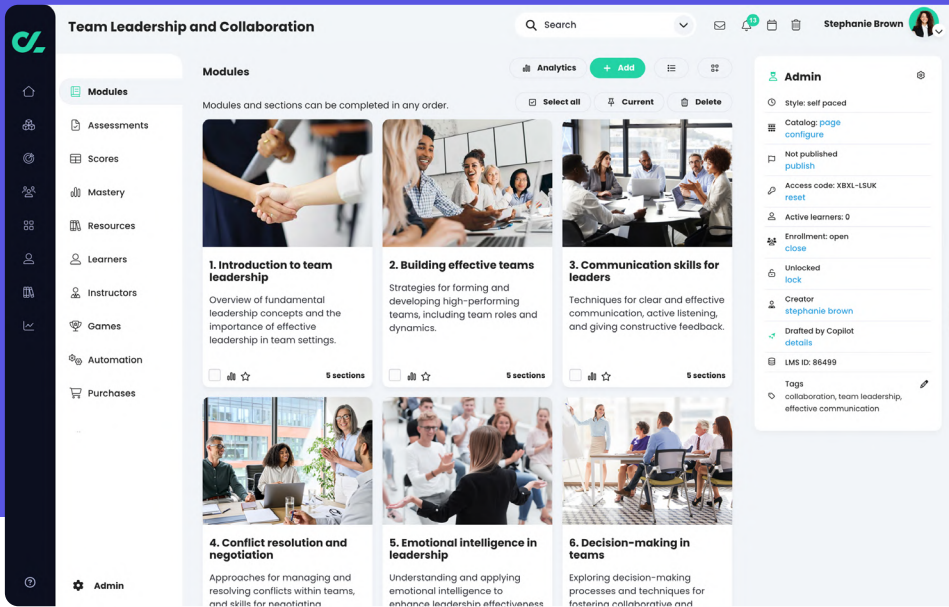 Team Leadership and Collaboration
Search
13
Stephanie Brown
Modules
Assessments
Scores
Mastery
Resources
Learners
Instructors
Games
Automation
Purchases
Admin
Modules
Analytics
+ Add
Modules and sections can be completed in any order.
Select all
Current
Delete
1. Introduction to team
leadership
Overview of fundamental
leadership concepts and the
importance of effective
leadership in team settings.
5 sections
2. Building effective teams
Strategies for forming and
developing high-performing
teams, including team roles and
dynamics.
5 sections
3. Communication skills for
leaders
Techniques for clear and effective
communication, active listening,
and giving constructive feedback.
5 sections
4. Conflict resolution and
negotiation
Approaches for managing and
resolving conflicts within teams,
and skills for negotiating
5. Emotional intelligence in
leadership
Understanding and applying
emotional intelligence to
enhance leadership effectiveness
6. Decision-making in
teams
Exploring decision-making
processes and techniques for
fostering collaborative and
Admin
Style: self paced
Catalog: page
configure
Not published
publish
Access code: XBXL-LSUK
reset
Active learners: 0
Enrollment: open
close
Unlocked
lock
Creator
stephanie brown
Drafted by Copilot
details
LMS ID: 86499
Tags
collaboration, team leadership,
effective communication